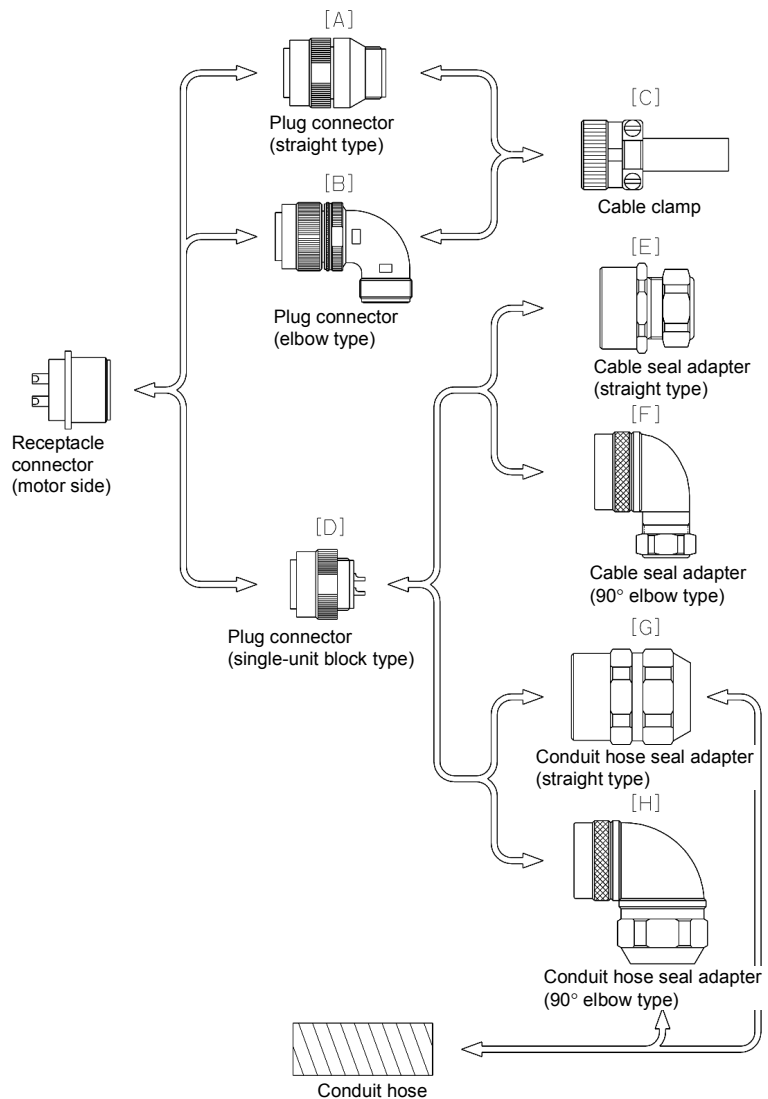 [A]
Plug connector
(straight type)
[B]
Plug connector
(elbow type)
[C]
Cable clamp
[E]
Cable seal adapter
(straight type)
[F]
Cable seal adapter
(90° elbow type)
Receptacle
connector
(motor side)
[D]
Plug connector
(single-unit block type)
[G]
Conduit hose seal adapter
(straight type)
[H]
Conduit hose seal adapter
(90° elbow type)
Conduit hose